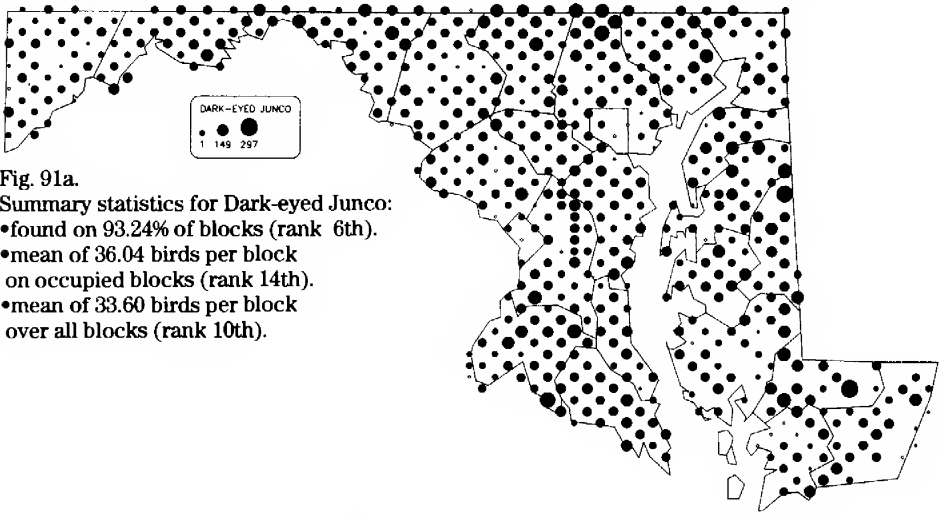 DARK-EYED JUNCO
1 149 297
Fig. 91a.
Summary statistics for Dark-eyed Junco:
•found on 93.24% of blocks (rank 6th).
•mean of 36.04 birds per block
on occupied blocks (rank 14th).
•mean of 33.60 birds per block
over all blocks (rank 10th).